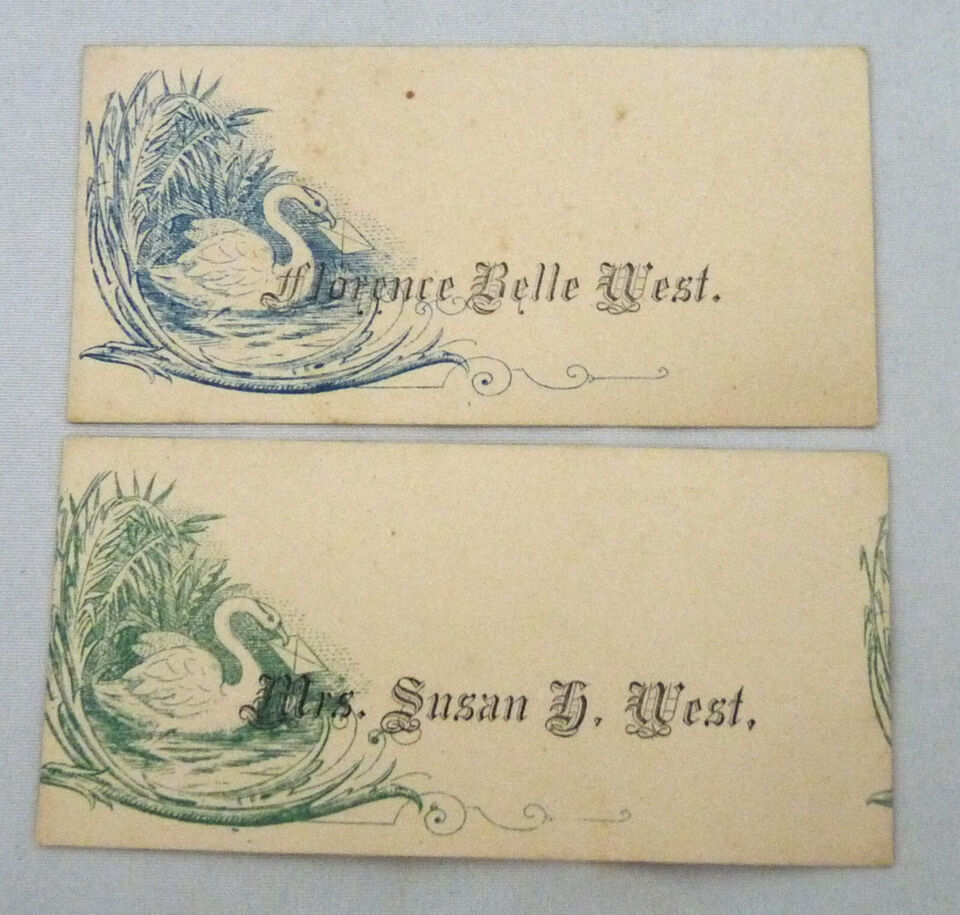 Florence Belle West.
Mrs. Susan H. West.